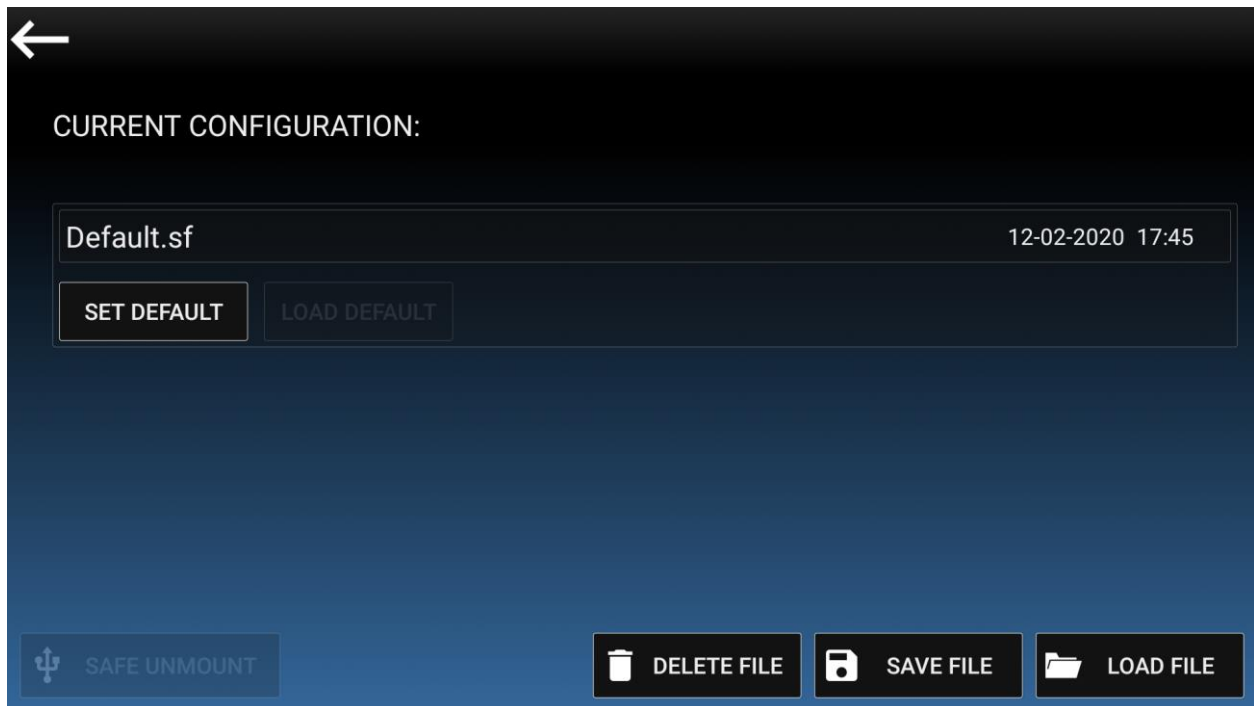 CURRENT CONFIGURATION:
Default.sf 12-02-2020 17:45
SET DEFAULT LOAD DEFAULT
SAFE UNMOUNT DELETE FILE SAVE FILE LOAD FILE